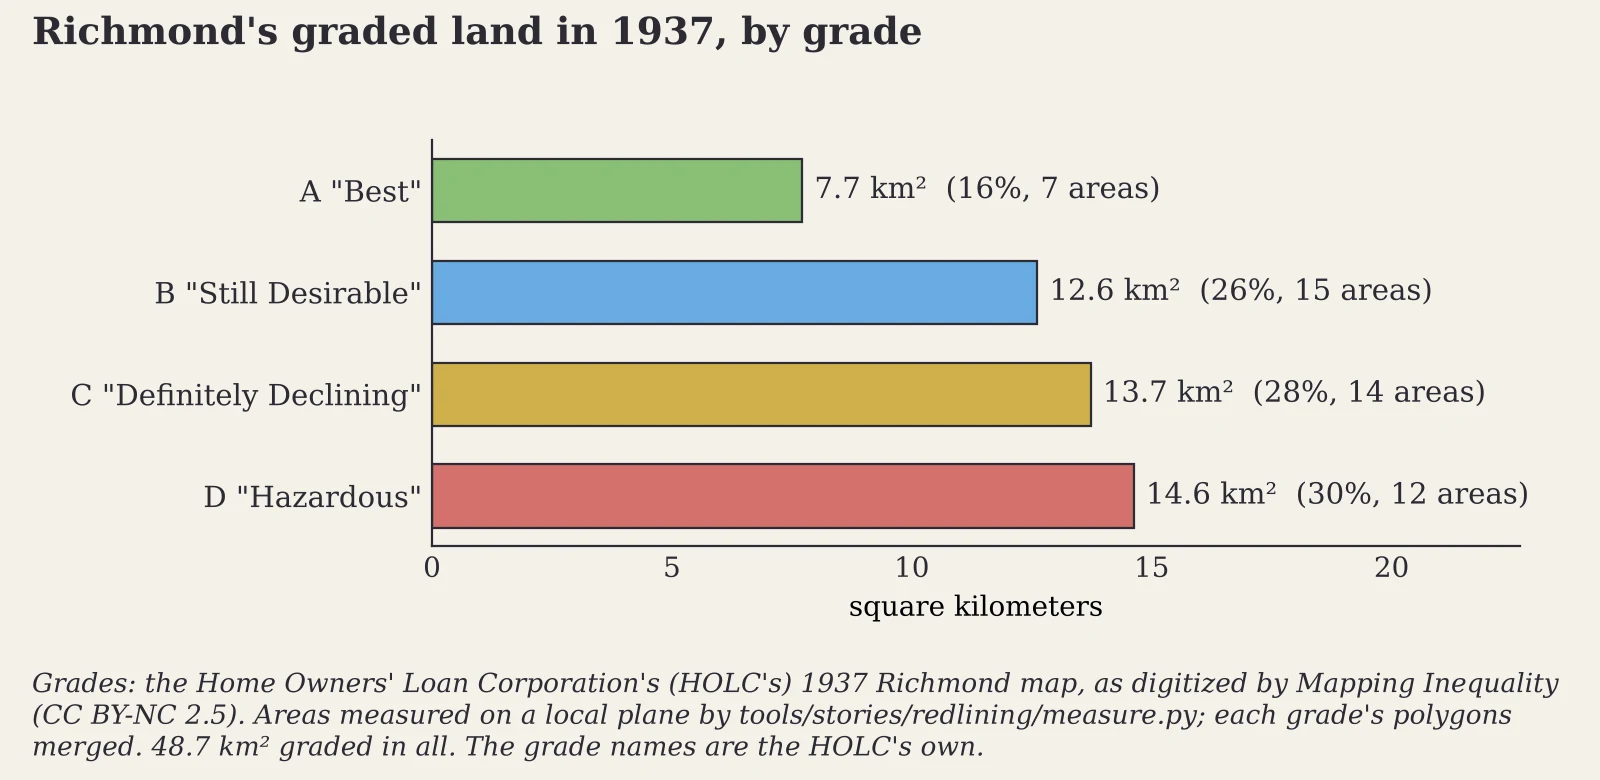 Richmond's graded land in 1937, by grade
A "Best"
7.7 km²  (16%, 7 areas)
B "Still Desirable"
12.6 km²  (26%, 15 areas)
C "Definitely Declining"
13.7 km²  (28%, 14 areas)
D "Hazardous"
14.6 km²  (30%, 12 areas)
0 5 10 15 20
square kilometers
Grades: the Home Owners' Loan Corporation's (HOLC's) 1937 Richmond map, as digitized by Mapping Inequality
(CC BY-NC 2.5). Areas measured on a local plane by tools/stories/redlining/measure.py; each grade's polygons
merged. 48.7 km² graded in all. The grade names are the HOLC's own.